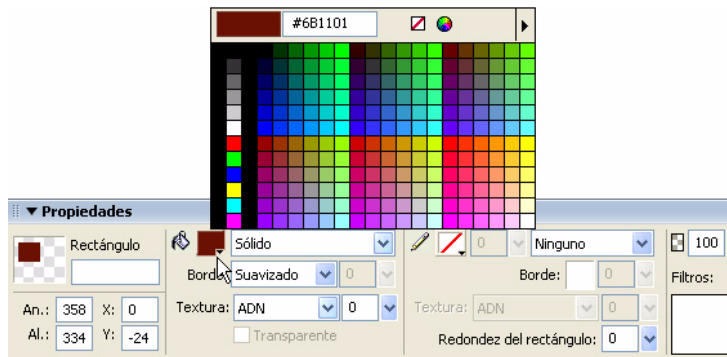 #6B1101
Propiedades
Rectángulo
Sólido
0
Ninguno
100
Borde: Suavizado
0
Borde:
0
Filtros:
An.: 358 X: 0
Textura: ADN
0
Textura: ADN
0
Al.: 334 Y: -24
Transparente
Redondez del rectángulo: 0